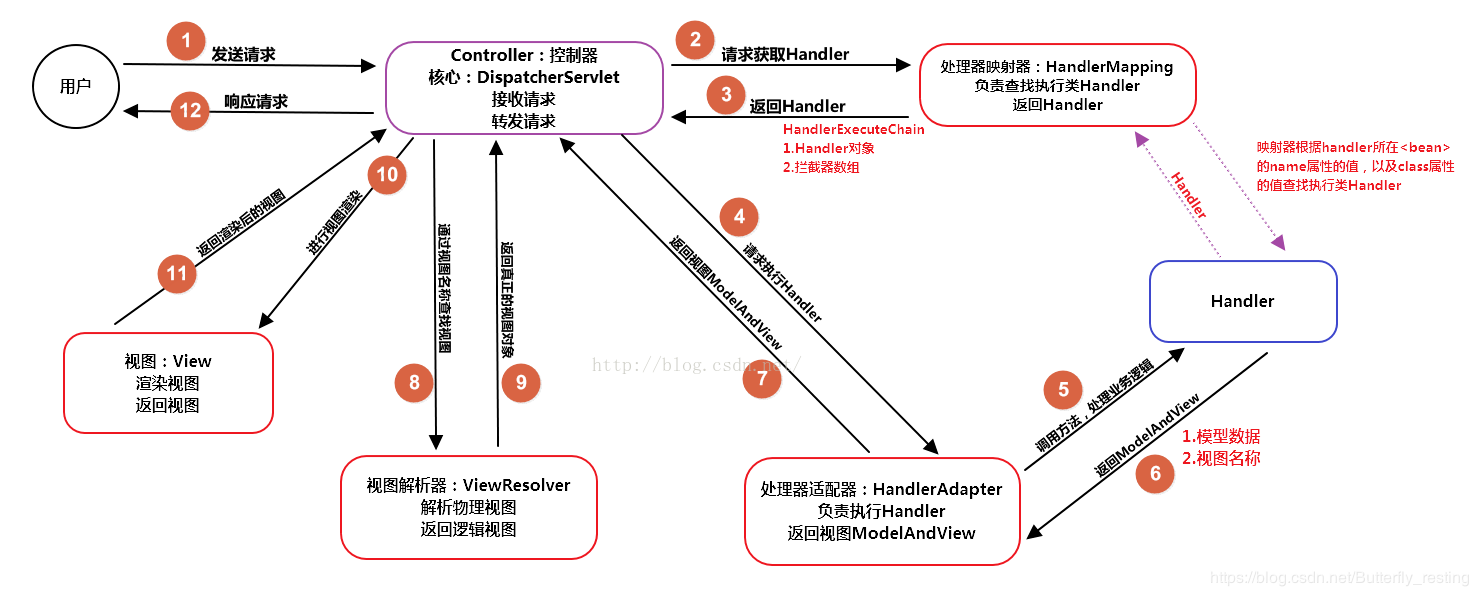 用户
1
发送请求
12
响应请求
Controller：控制器
核心：DispatcherServlet
接收请求
转发请求
2
请求获取Handler
3
返回Handler
HandlerExecuteChain
1.Handler对象
2.拦截器数组
处理器映射器：HandlerMapping
负责查找执行类Handler
返回Handler
映射器根据handler所在<bean>
的name属性的值，以及class属性
的值查找执行类Handler
Handler
Handler
4
请求执行Handler
5
调用方法，处理业务逻辑
6
返回ModelAndView
1.模型数据
2.视图名称
处理器适配器：HandlerAdapter
负责执行Handler
返回视图ModelAndView
7
返回视图ModelAndView
8
通过视图名称查找视图
9
返回真正的视图对象
视图解析器：ViewResolver
解析物理视图
返回逻辑视图
10
进行视图渲染
11
返回渲染后的视图
视图：View
渲染视图
返回视图
http://blog.csdn.net/
https://blog.csdn.net/Butterfly_resting